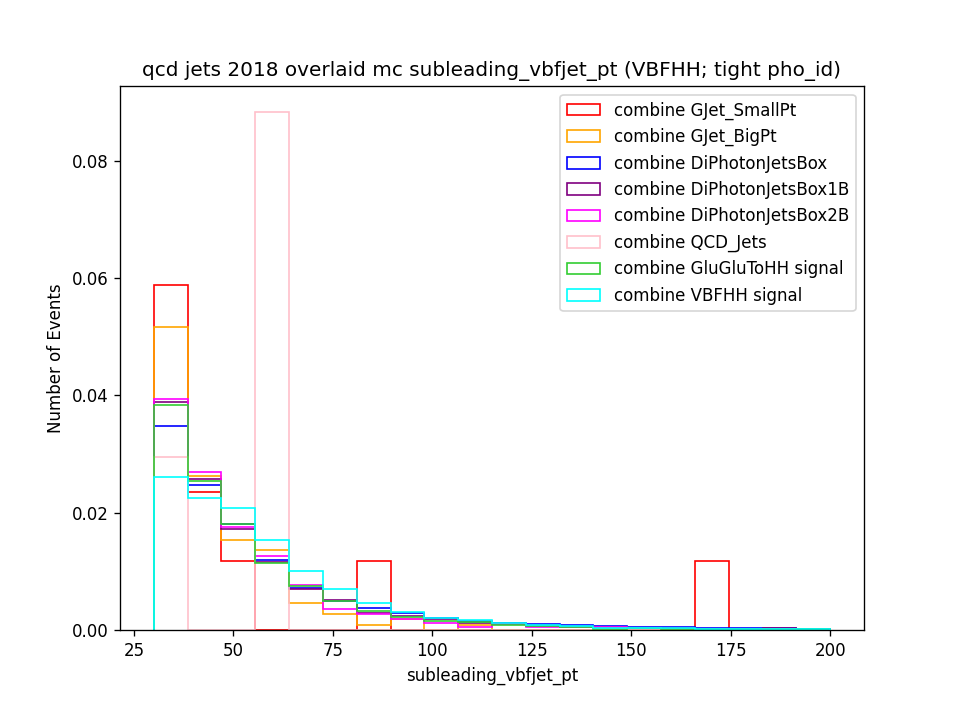 qcd jets 2018 overlaid mc subleading_vbfjet_pt (VBFHH; tight pho_id)
combine GJet_SmallPt
combine GJet_BigPt
combine DiPhotonJetsBox
combine DiPhotonJetsBox1B
combine DiPhotonJetsBox2B
combine QCD_Jets
combine GluGluToHH signal
combine VBFHH signal
Number of Events
0.08
0.06
0.04
0.02
0.00
25 50 75 100 125 150 175 200
subleading_vbfjet_pt